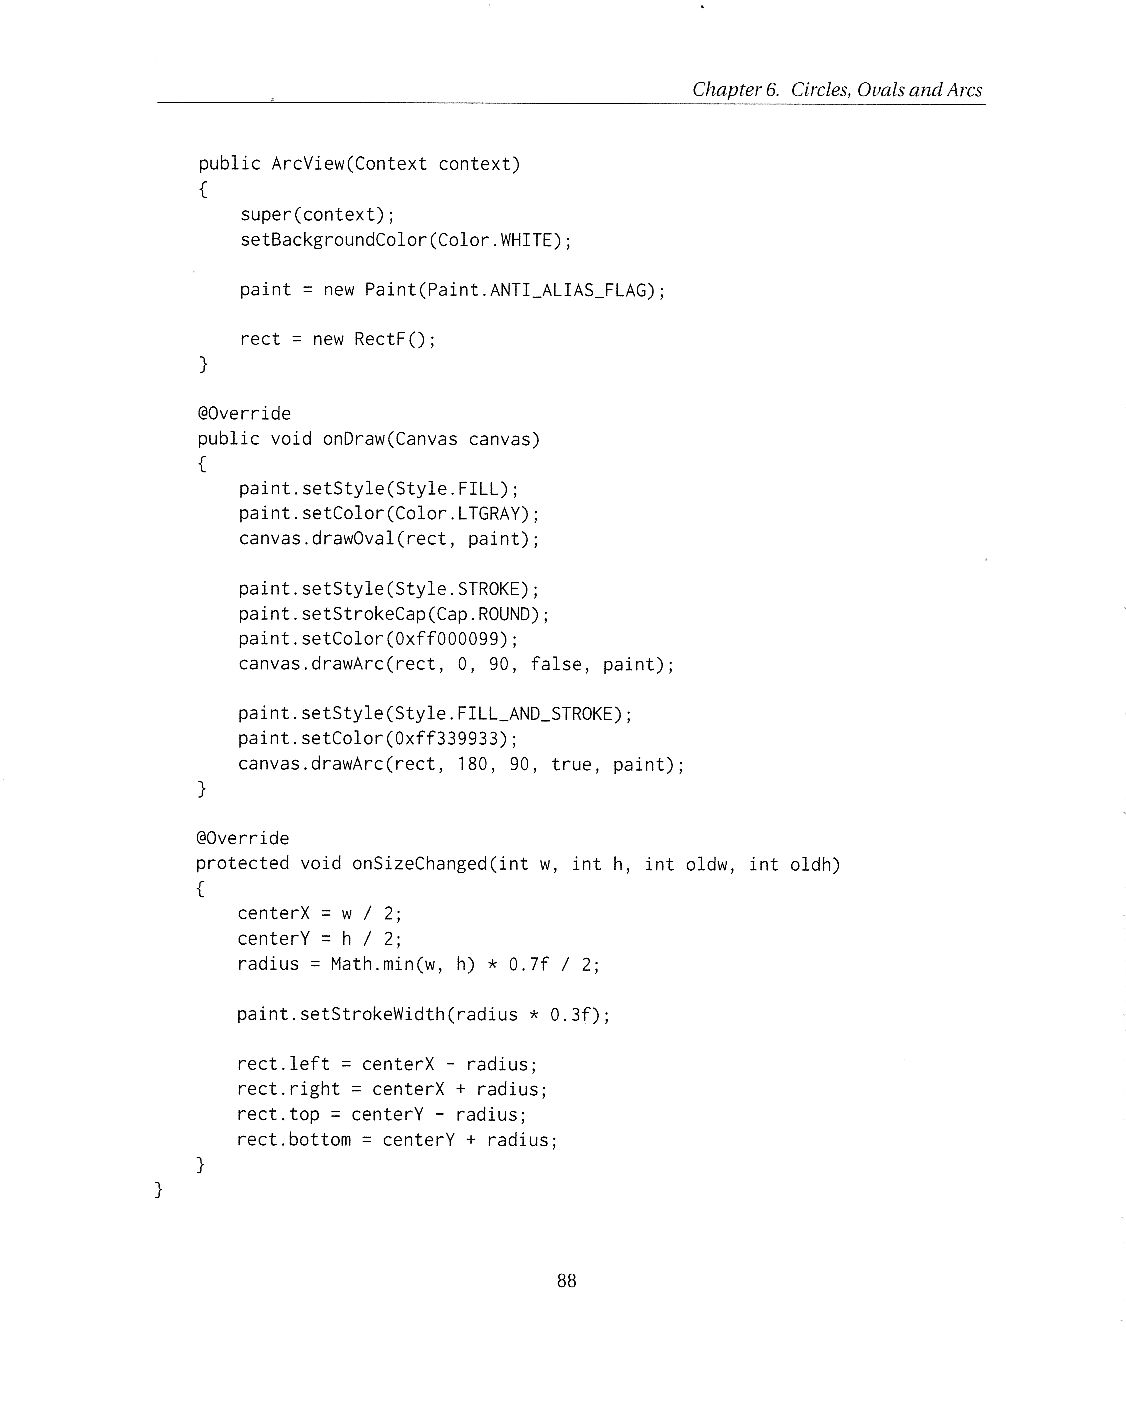 Chapter 6. Circles, Ovals and Arcs
public ArcView(Context context)
{
super(context);
setBackgroundColor(Color.WHITE);
paint = new Paint(Paint.ANTI_ALIAS_FLAG);
rect = new RectF();
}
@Override
public void onDraw(Canvas canvas)
{
paint.setStyle(Style.FILL);
paint.setColor(Color.LTGRAY);
canvas.drawOval(rect, paint);
paint.setStyle(Style.STROKE);
paint.setStrokeCap(Cap.ROUND);
paint.setColor(0xff000099);
canvas.drawArc(rect, 0, 90, false, paint);
paint.setStyle(Style.FILL_AND_STROKE);
paint.setColor(0xff339933);
canvas.drawArc(rect, 180, 90, true, paint);
}
@Override
protected void onSizeChanged(int w, int h, int oldw, int oldh)
{
centerX = w / 2;
centerY = h / 2;
radius = Math.min(w, h) * 0.7f / 2;
paint.setStrokeWidth(radius * 0.3f);
rect.left = centerX - radius;
rect.right = centerX + radius;
rect.top = centerY - radius;
rect.bottom = centerY + radius;
}
}
88